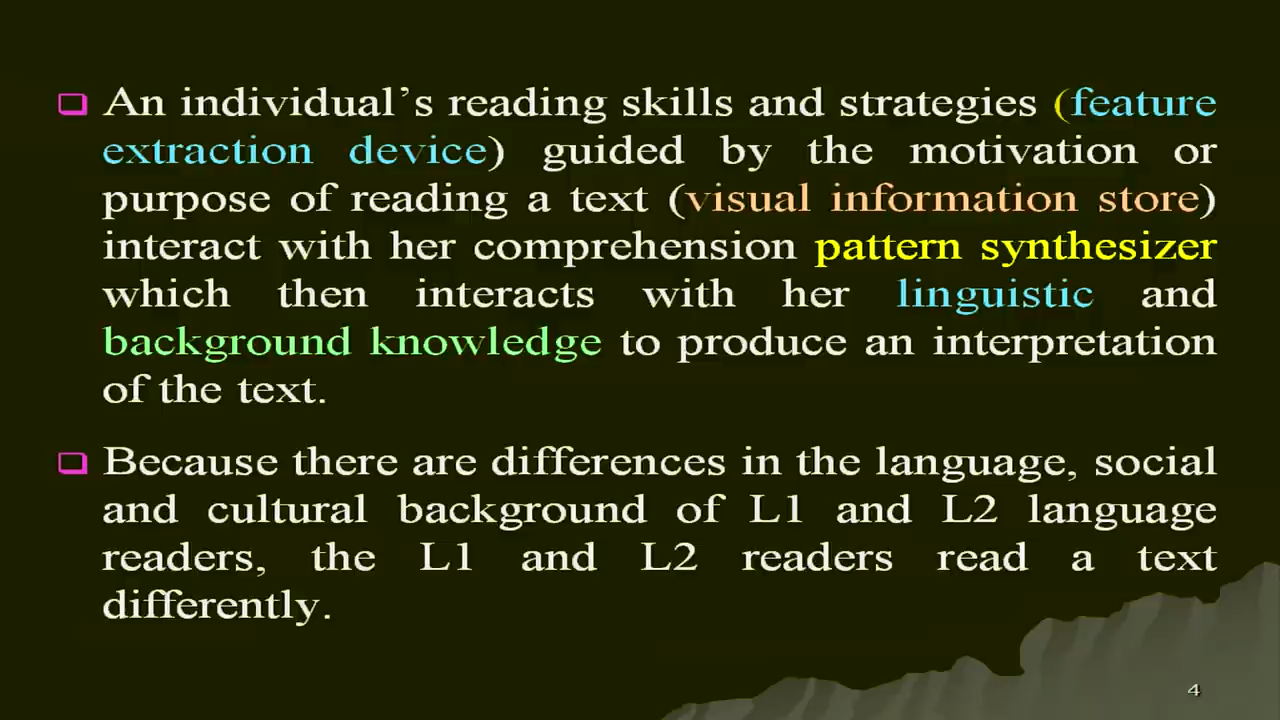 An individual’s reading skills and strategies (feature
extraction device) guided by the motivation or
purpose of reading a text (visual information store)
interact with her comprehension pattern synthesizer
which then interacts with her linguistic and
background knowledge to produce an interpretation
of the text.
Because there are differences in the language, social
and cultural background of L1 and L2 language
readers, the L1 and L2 readers read a text
differently.
4